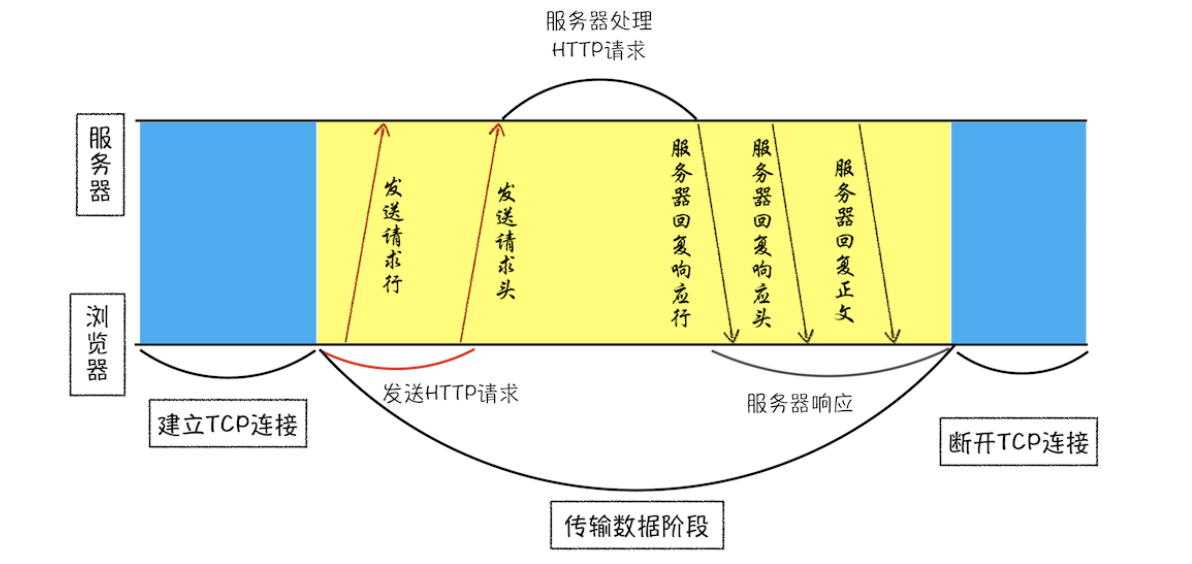 服务器处理
HTTP请求
服务器
浏览器
发送请求行
发送请求头
服务器回复响应行
服务器回复响应头
服务器回复正文
发送HTTP请求
服务器响应
建立TCP连接
断开TCP连接
传输数据阶段